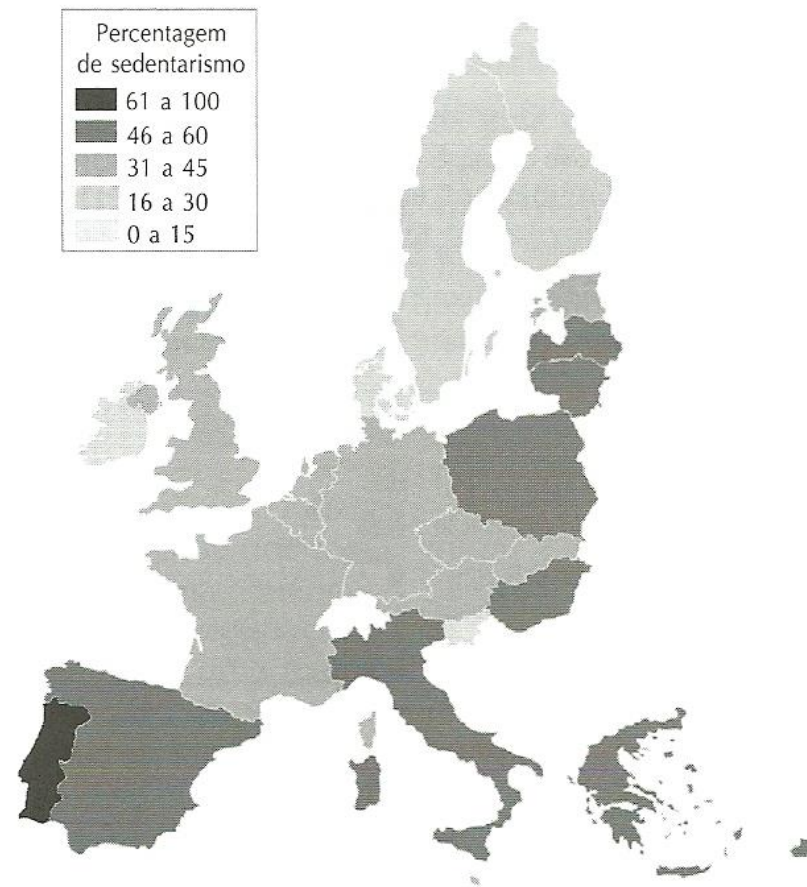 Percentagem
de sedentarismo
61 a 100
46 a 60
31 a 45
16 a 30
0 a 15